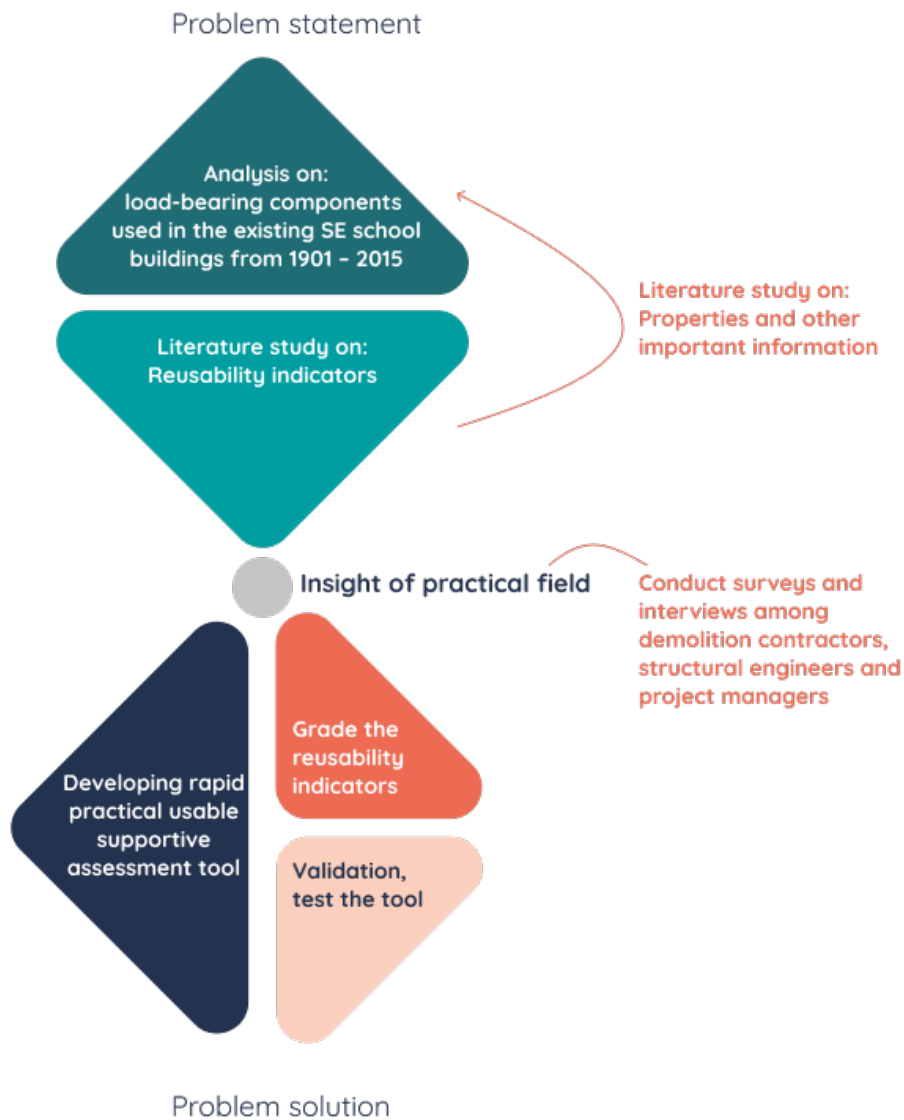 Problem statement
Analysis on:
load-bearing components
used in the existing SE school
buildings from 1901 – 2015
Literature study on:
Properties and other
important information
Literature study on:
Reusability indicators
Insight of practical field
Conduct surveys and
interviews among
demolition contractors,
structural engineers and
project managers
Grade the
reusability
indicators
Developing rapid
practical usable
supportive
assessment tool
Validation,
test the tool
Problem solution